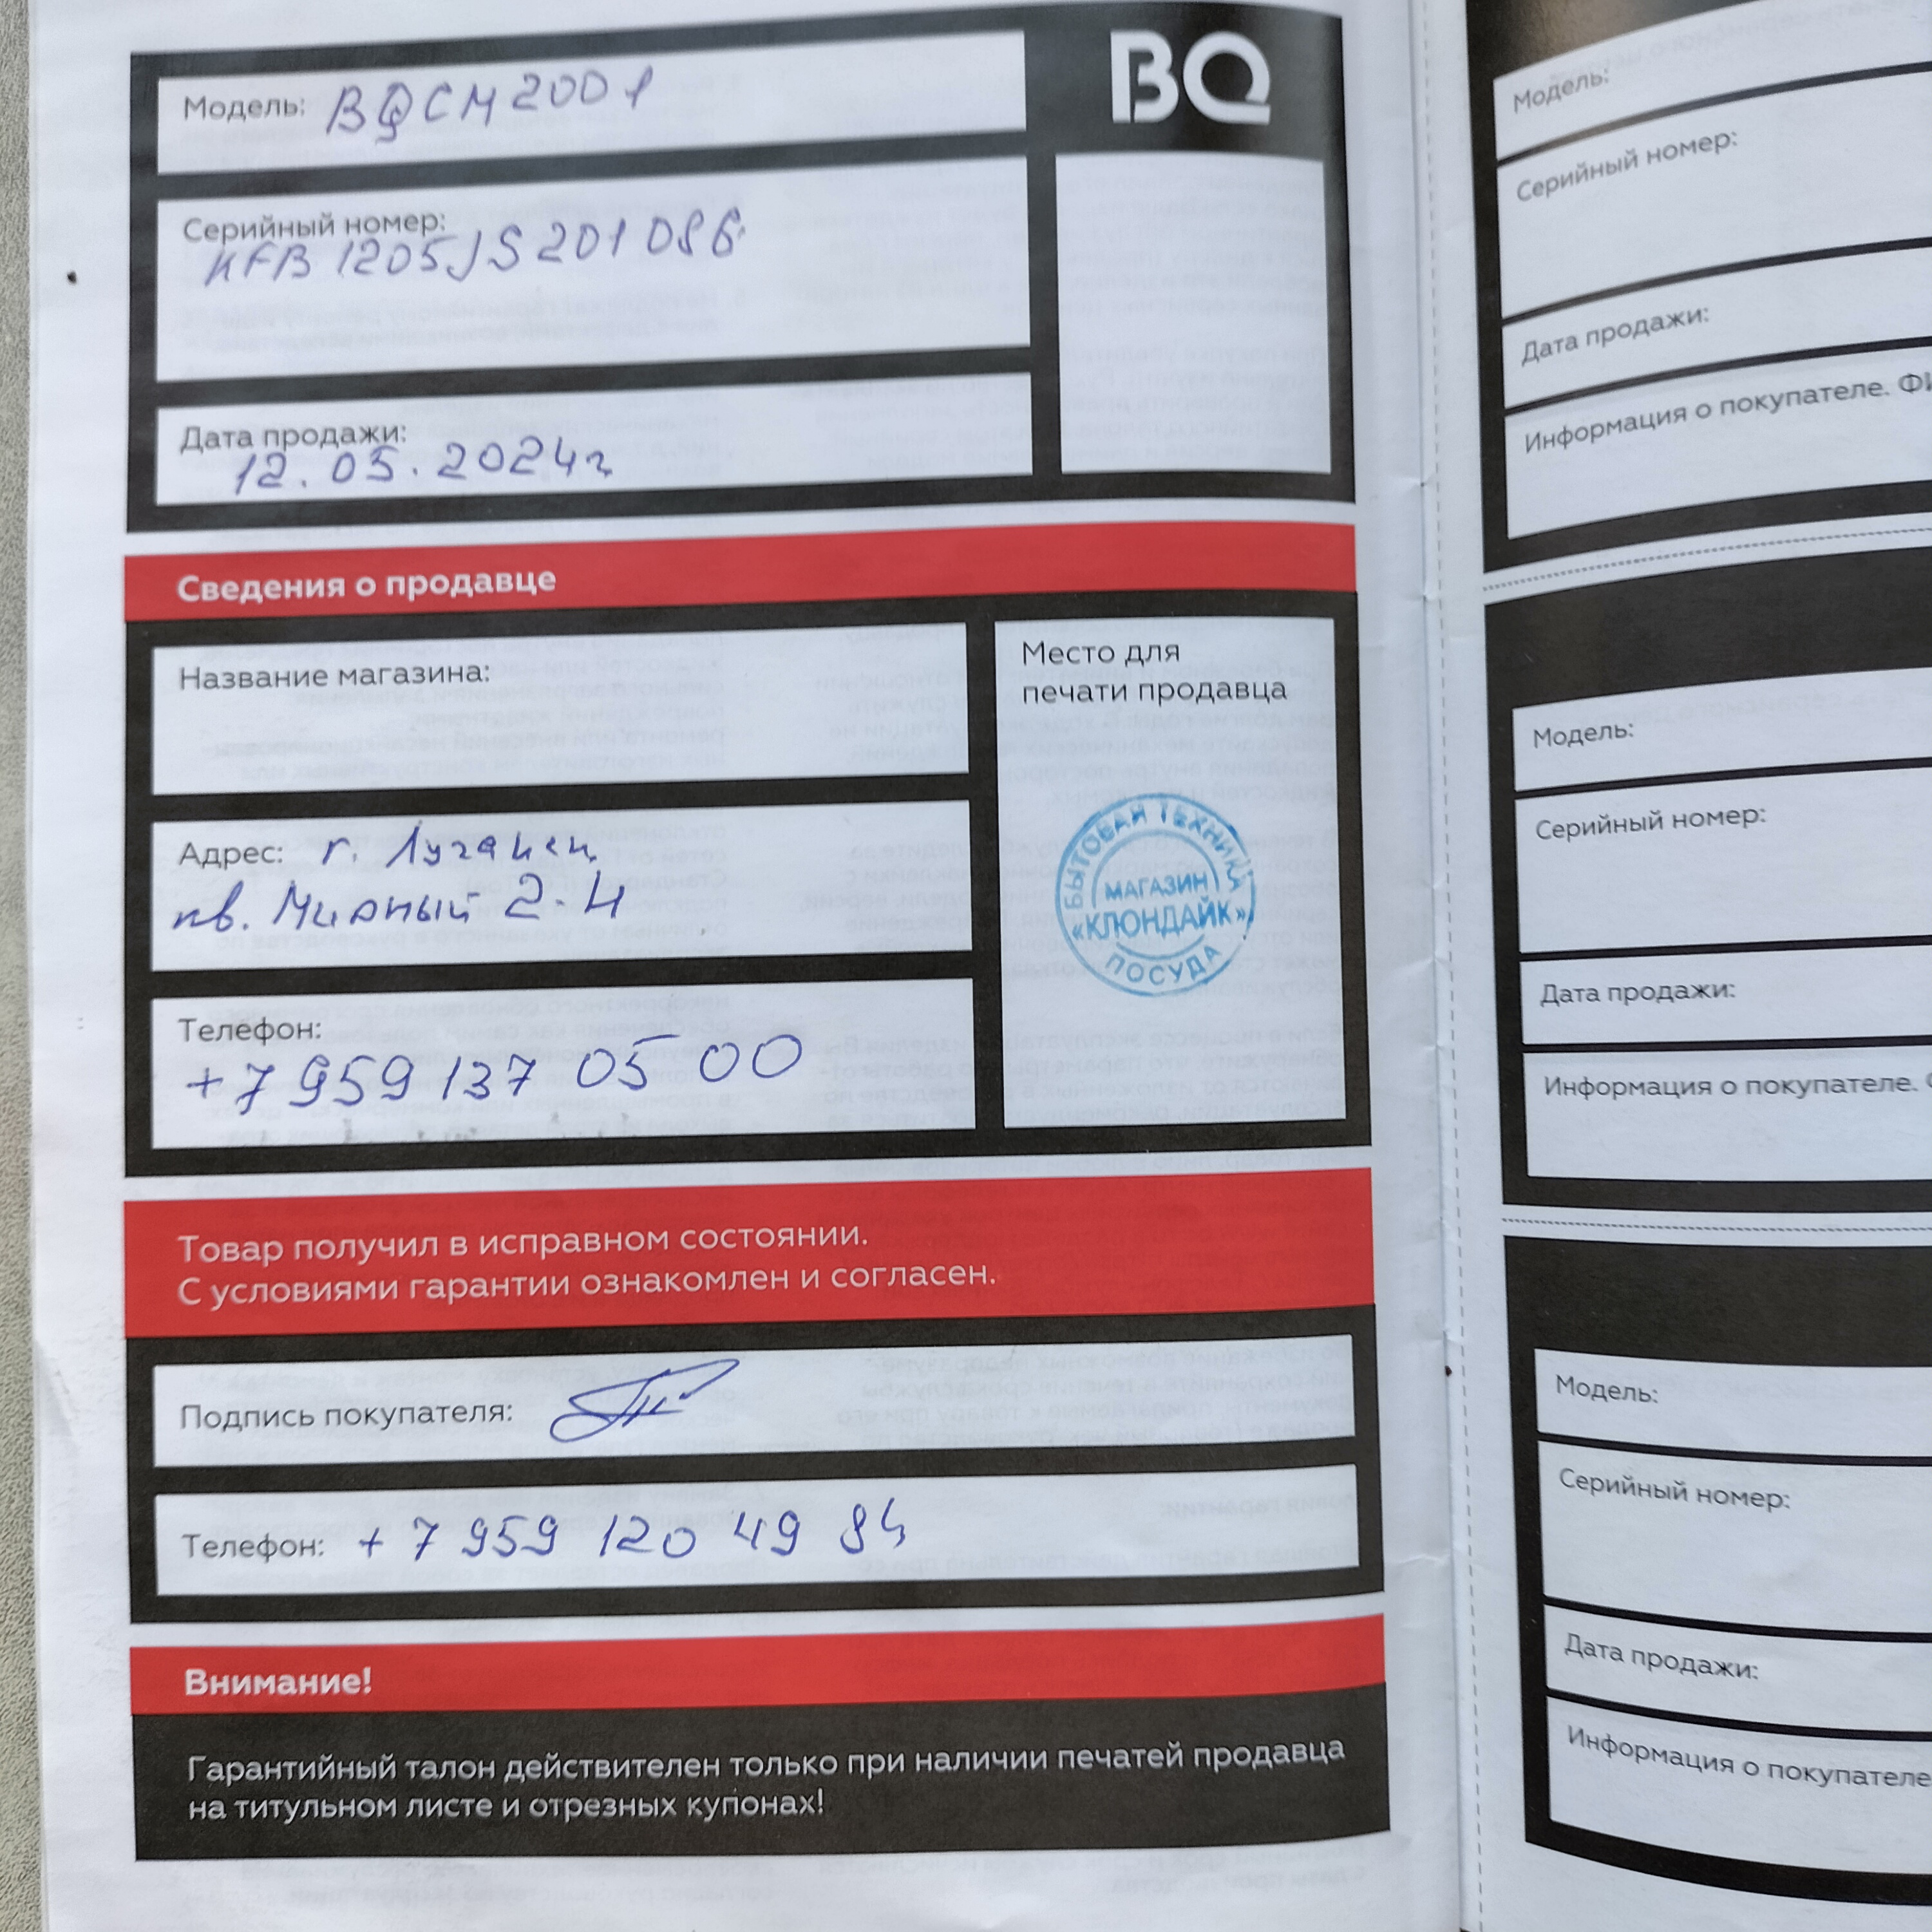 BQ
Модель: BQCM2001
Серийный номер:
KFB1205JS201086
Дата продажи:
12.05.2024г
Сведения о продавце
Название магазина:
Место для
печати продавца
БЫТОВАЯ ТЕХНИКА
МАГАЗИН
«КЛОНДАЙК»
ПОСУДА
Адрес: г. Луганск
кв. Мирный 2-Н
Телефон:
+7 959 137 05 00
Товар получил в исправном состоянии.
С условиями гарантии ознакомлен и согласен.
Подпись покупателя:
Телефон: +7 959 120 49 84
Внимание!
Гарантийный талон действителен только при наличии печатей продавца
на титульном листе и отрезных купонах!
Модель:
Серийный номер:
Дата продажи:
Информация о покупателе. ФИ
Модель:
Серийный номер:
Дата продажи:
Информация о покупателе.
Модель:
Серийный номер:
Дата продажи:
Информация о покупателе